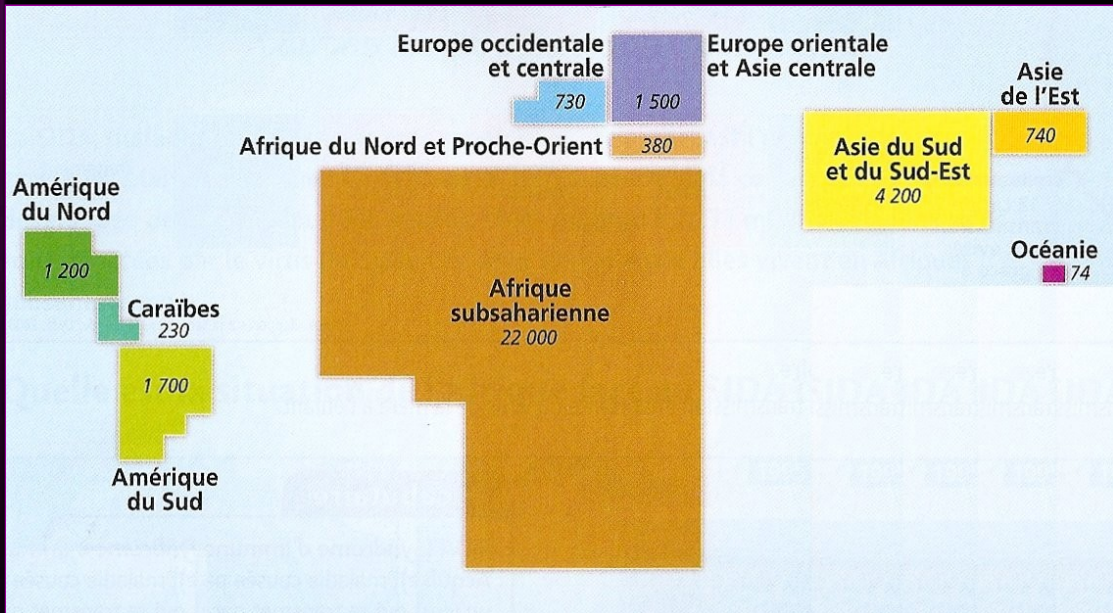 Europe occidentale
et centrale
730
1 500
Europe orientale
et Asie centrale
Asie
de l'Est
740
Afrique du Nord et Proche-Orient
380
Asie du Sud
et du Sud-Est
4 200
Amérique
du Nord
1 200
Océanie
74
Caraïbes
230
Afrique
subsaharienne
22 000
1 700
Amérique
du Sud